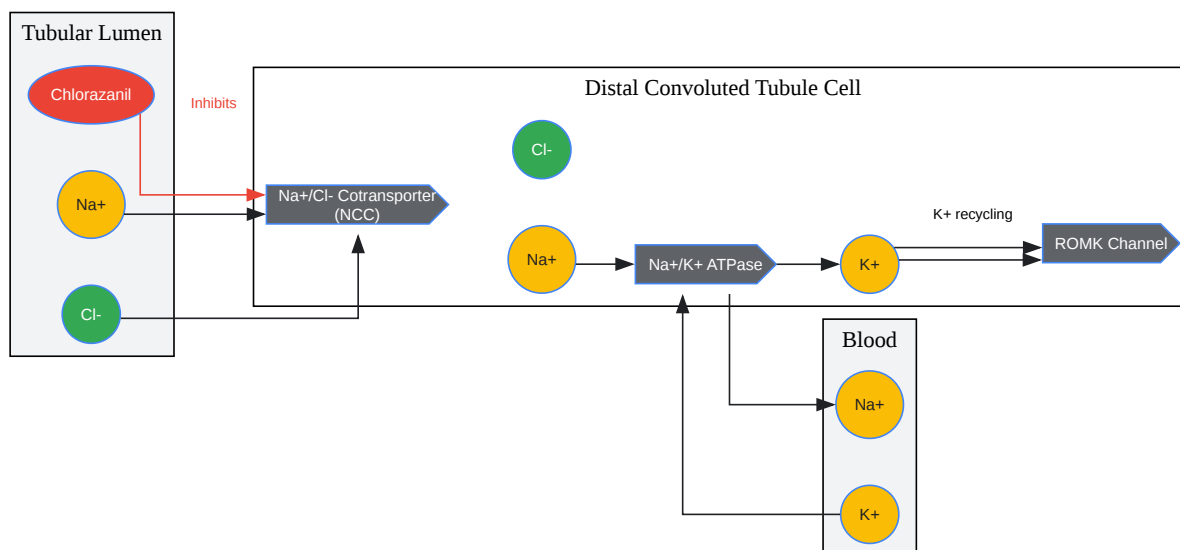 Tubular Lumen
Chlorazanil
Inhibits
Na+
Cl-
Distal Convoluted Tubule Cell
Cl-
Na+/Cl- Cotransporter
(NCC)
Na+
Na+/K+ ATPase
K+
K+ recycling
ROMK Channel
Blood
Na+
K+